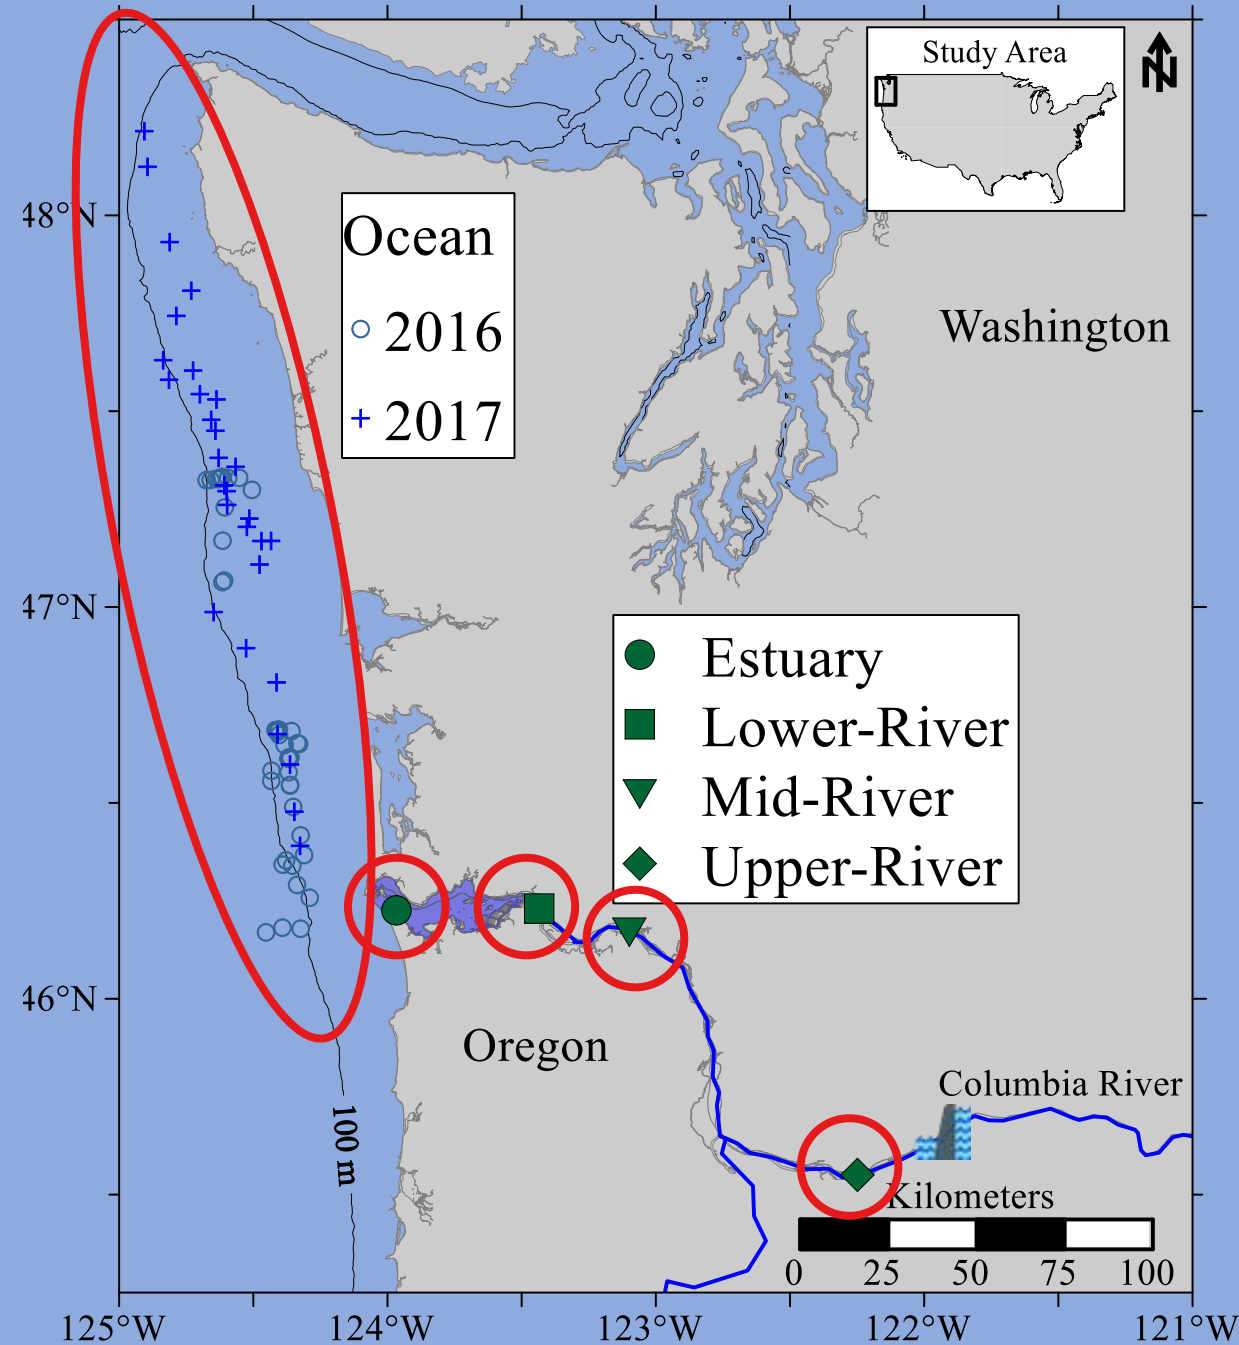 Study Area
N
48°N
Ocean
2016
2017
Washington
47°N
Estuary
Lower-River
Mid-River
Upper-River
46°N
Oregon
Columbia River
100 m
Kilometers
0 25 50 75 100
125°W 124°W 123°W 122°W 121°W